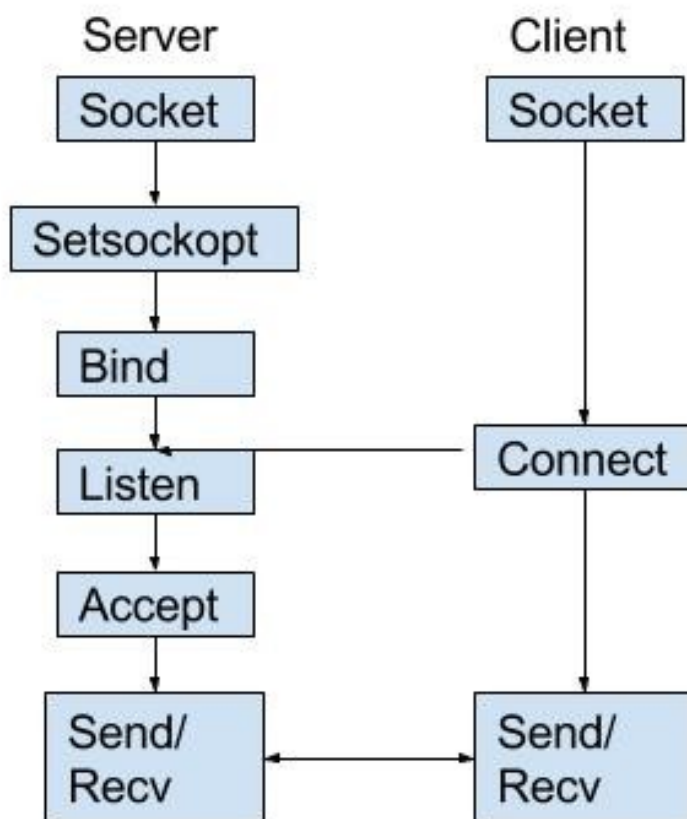 Server
Client
Socket
Socket
Setsockopt
Bind
Listen
Connect
Accept
Send/
Recv
Send/
Recv